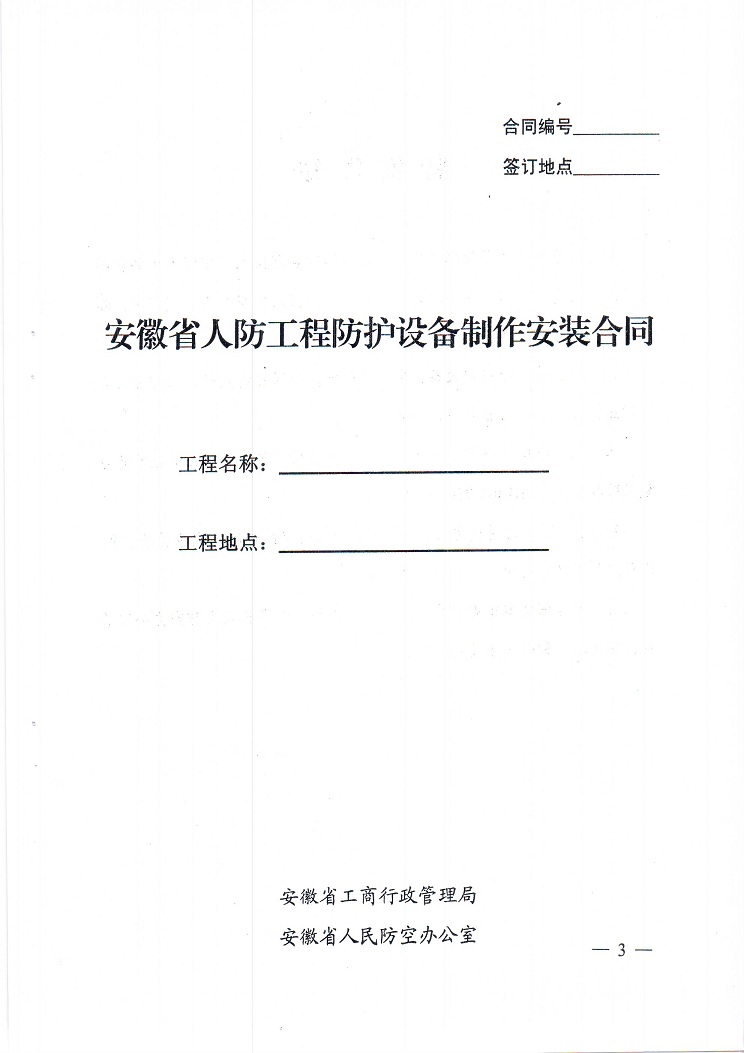 合同编号
签订地点
安徽省人防工程防护设备制作安装合同
工程名称：
工程地点：
安徽省工商行政管理局
安徽省人民防空办公室
— 3 —